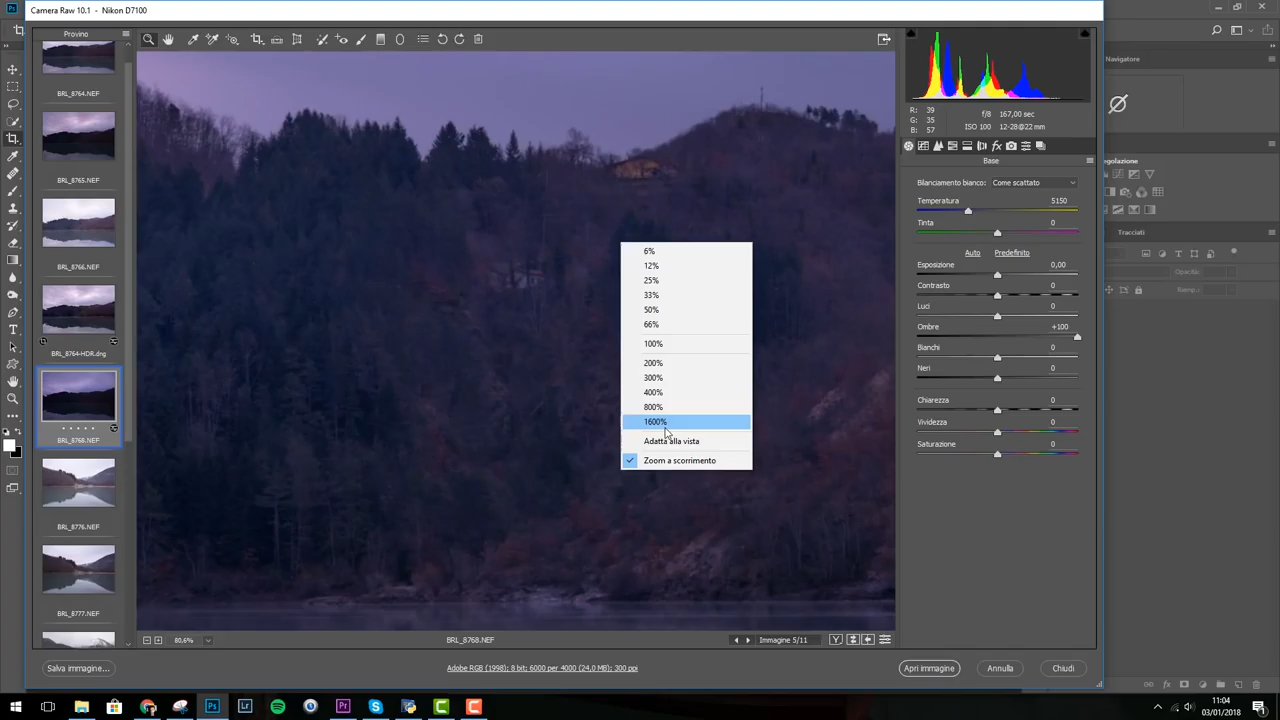 Camera Raw 10.1 - Nikon D7100
Provino
BRL_8764.NEF
BRL_8765.NEF
BRL_8766.NEF
BRL_8764-HDR.dng
BRL_8768.NEF
BRL_8776.NEF
BRL_8777.NEF
6%
12%
25%
33%
50%
66%
100%
200%
300%
400%
800%
1600%
Adatta alla vista
Zoom a scorrimento
80,6%
BRL_8768.NEF
Immagine 5/11
Y
Salva immagine...
Adobe RGB (1998); 8 bit; 6000 per 4000 (24,0 MB); 300 ppi
Apri immagine
Annulla
Chiudi
R: 39
G: 35
B: 57
f/8 167,00 sec
ISO 100 12-28@22 mm
Base
Bilanciamento bianco: Come scattato
Temperatura 5150
Tinta 0
Auto Predefinito
Esposizione 0,00
Contrasto 0
Luci 0
Ombre +100
Bianchi 0
Neri 0
Chiarezza 0
Vividezza 0
Saturazione 0
Navigatore
egolazione
Tracciati
Opacità:
Riemp.:
11:04
03/01/2018